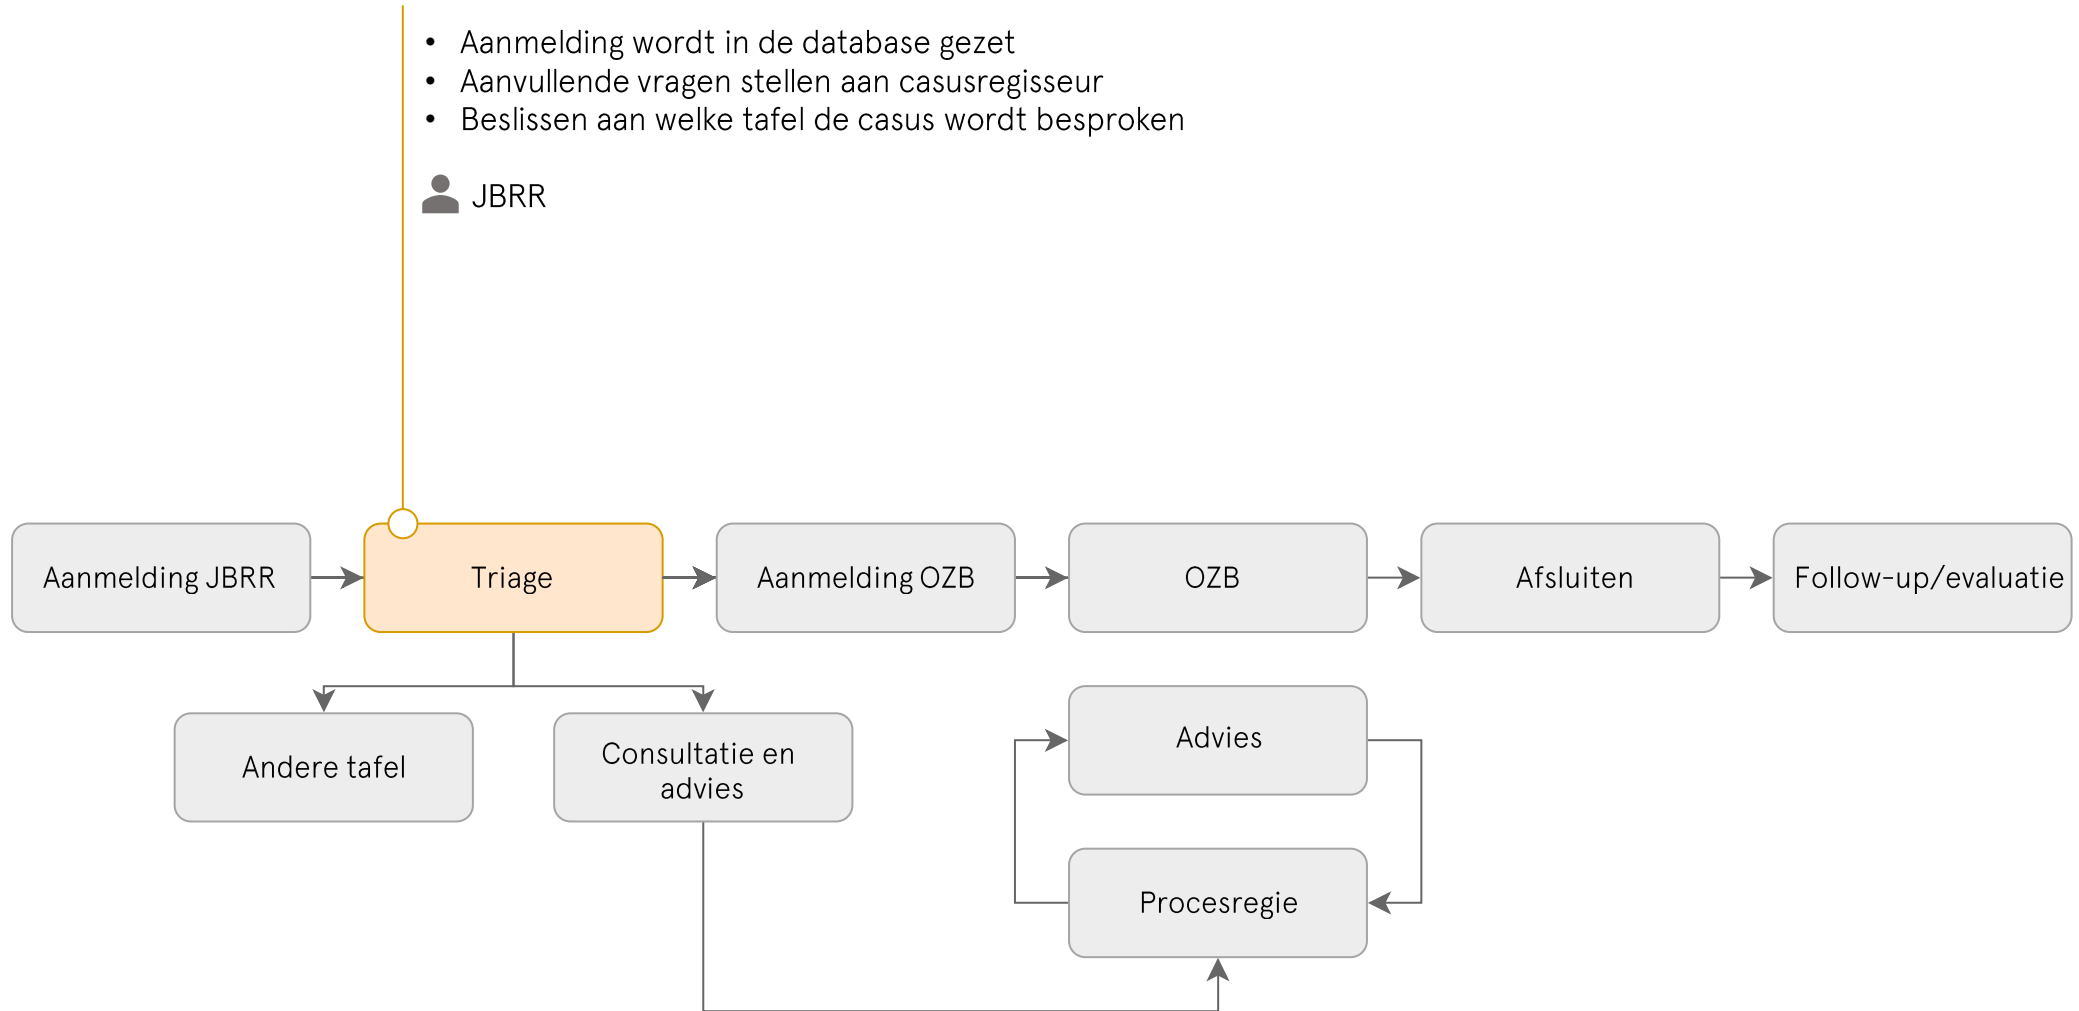 • Aanmelding wordt in de database gezet
• Aanvullende vragen stellen aan casusregisseur
• Beslissen aan welke tafel de casus wordt besproken
JBRR
Aanmelding JBRR
Triage
Aanmelding OZB
OZB
Afsluiten
Follow-up/evaluatie
Andere tafel
Consultatie en
advies
Advies
Procesregie